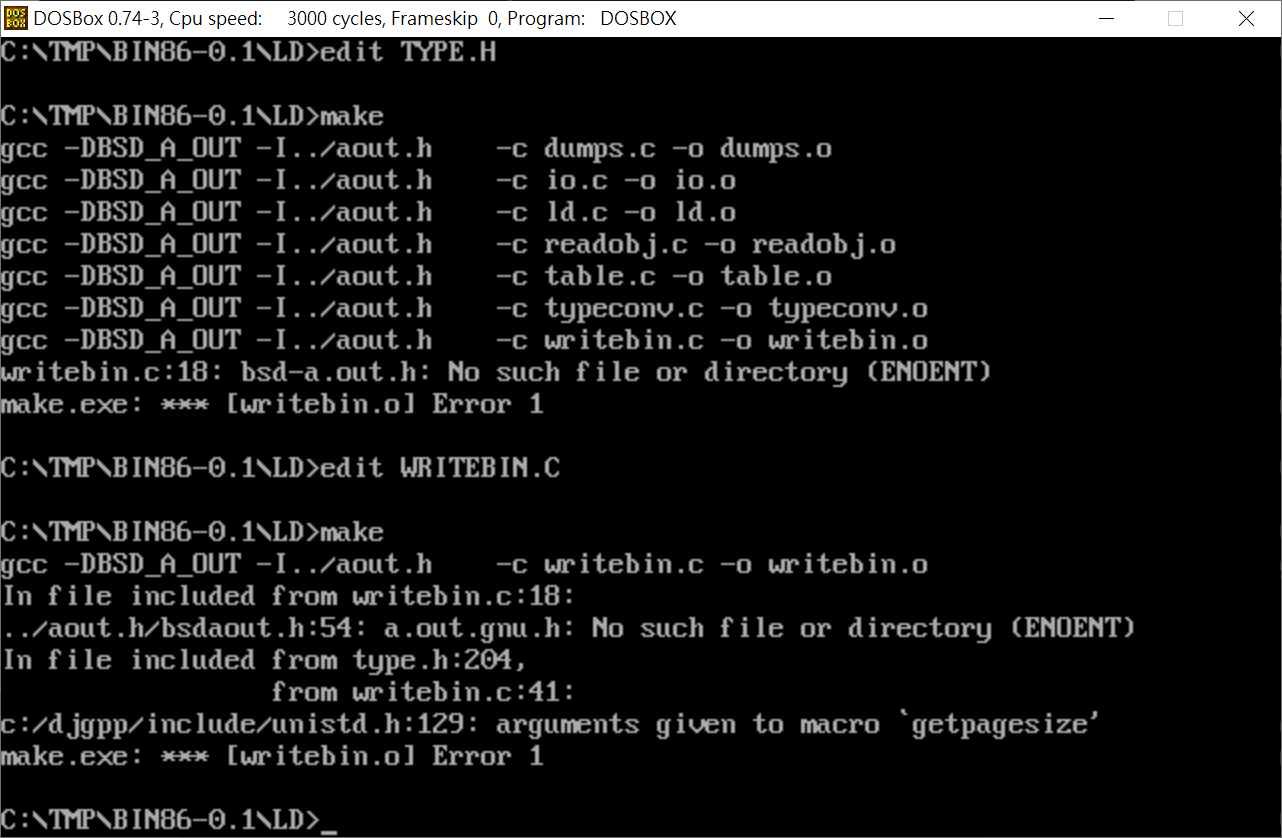 DOS
BOX
DOSBox 0.74-3, Cpu speed:     3000 cycles, Frameskip  0, Program:   DOSBOX
C:\TMP\BIN86-0.1\LD>edit TYPE.H
C:\TMP\BIN86-0.1\LD>make
gcc -DBSD_A_OUT -I../aout.h    -c dumps.c -o dumps.o
gcc -DBSD_A_OUT -I../aout.h    -c io.c -o io.o
gcc -DBSD_A_OUT -I../aout.h    -c ld.c -o ld.o
gcc -DBSD_A_OUT -I../aout.h    -c readobj.c -o readobj.o
gcc -DBSD_A_OUT -I../aout.h    -c table.c -o table.o
gcc -DBSD_A_OUT -I../aout.h    -c typeconv.c -o typeconv.o
gcc -DBSD_A_OUT -I../aout.h    -c writebin.c -o writebin.o
writebin.c:18: bsd-a.out.h: No such file or directory (ENOENT)
make.exe: *** [writebin.o] Error 1
C:\TMP\BIN86-0.1\LD>edit WRITEBIN.C
C:\TMP\BIN86-0.1\LD>make
gcc -DBSD_A_OUT -I../aout.h    -c writebin.c -o writebin.o
In file included from writebin.c:18:
../aout.h/bsdaout.h:54: a.out.gnu.h: No such file or directory (ENOENT)
In file included from type.h:204,
                 from writebin.c:41:
c:/djgpp/include/unistd.h:129: arguments given to macro `getpagesize'
make.exe: *** [writebin.o] Error 1
C:\TMP\BIN86-0.1\LD>_